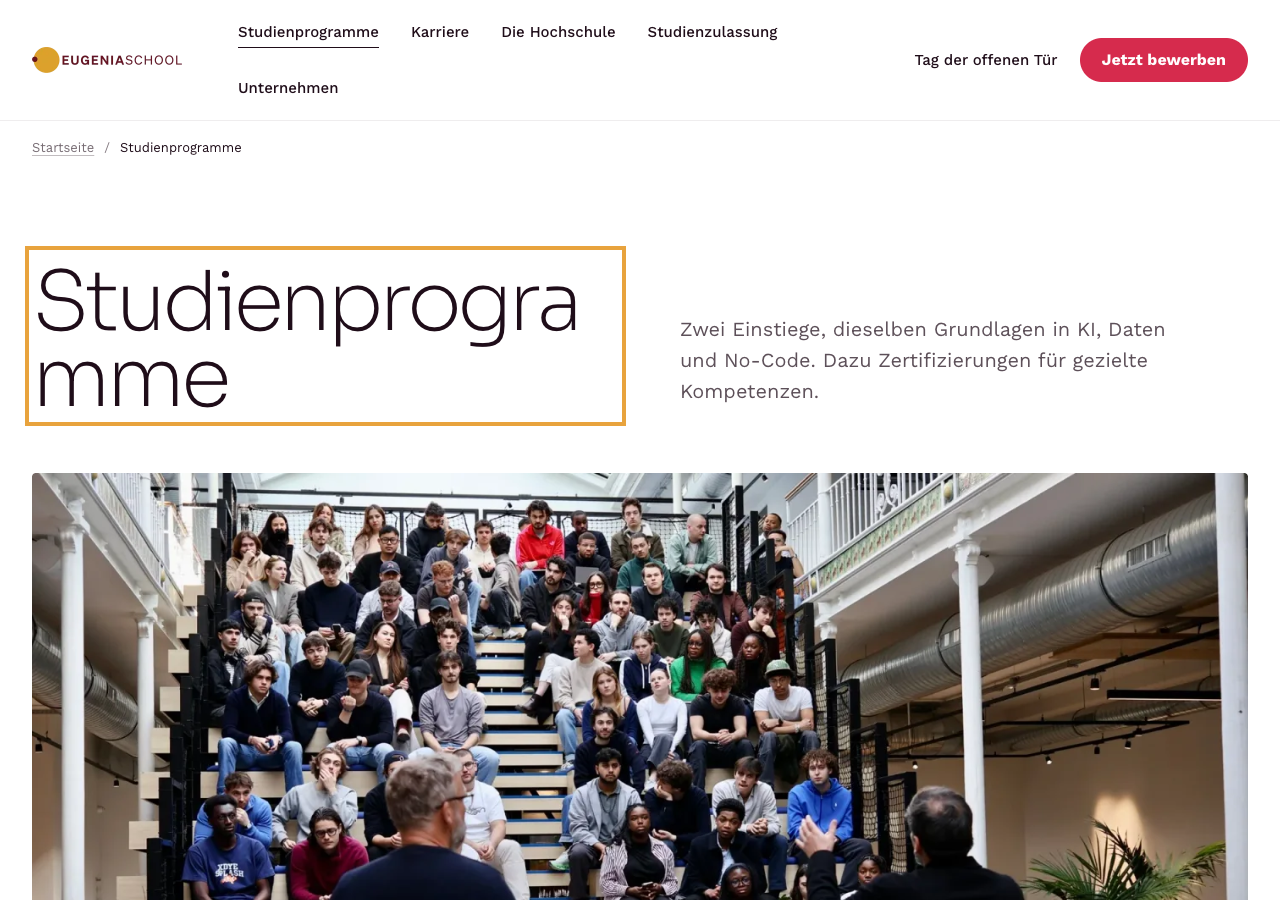 EUGENIASCHOOL
Studienprogramme
Karriere
Die Hochschule
Studienzulassung
Unternehmen
Tag der offenen Tür
Jetzt bewerben
Startseite / Studienprogramme
Studienprogra
mme
Zwei Einstiege, dieselben Grundlagen in KI, Daten
und No-Code. Dazu Zertifizierungen für gezielte
Kompetenzen.